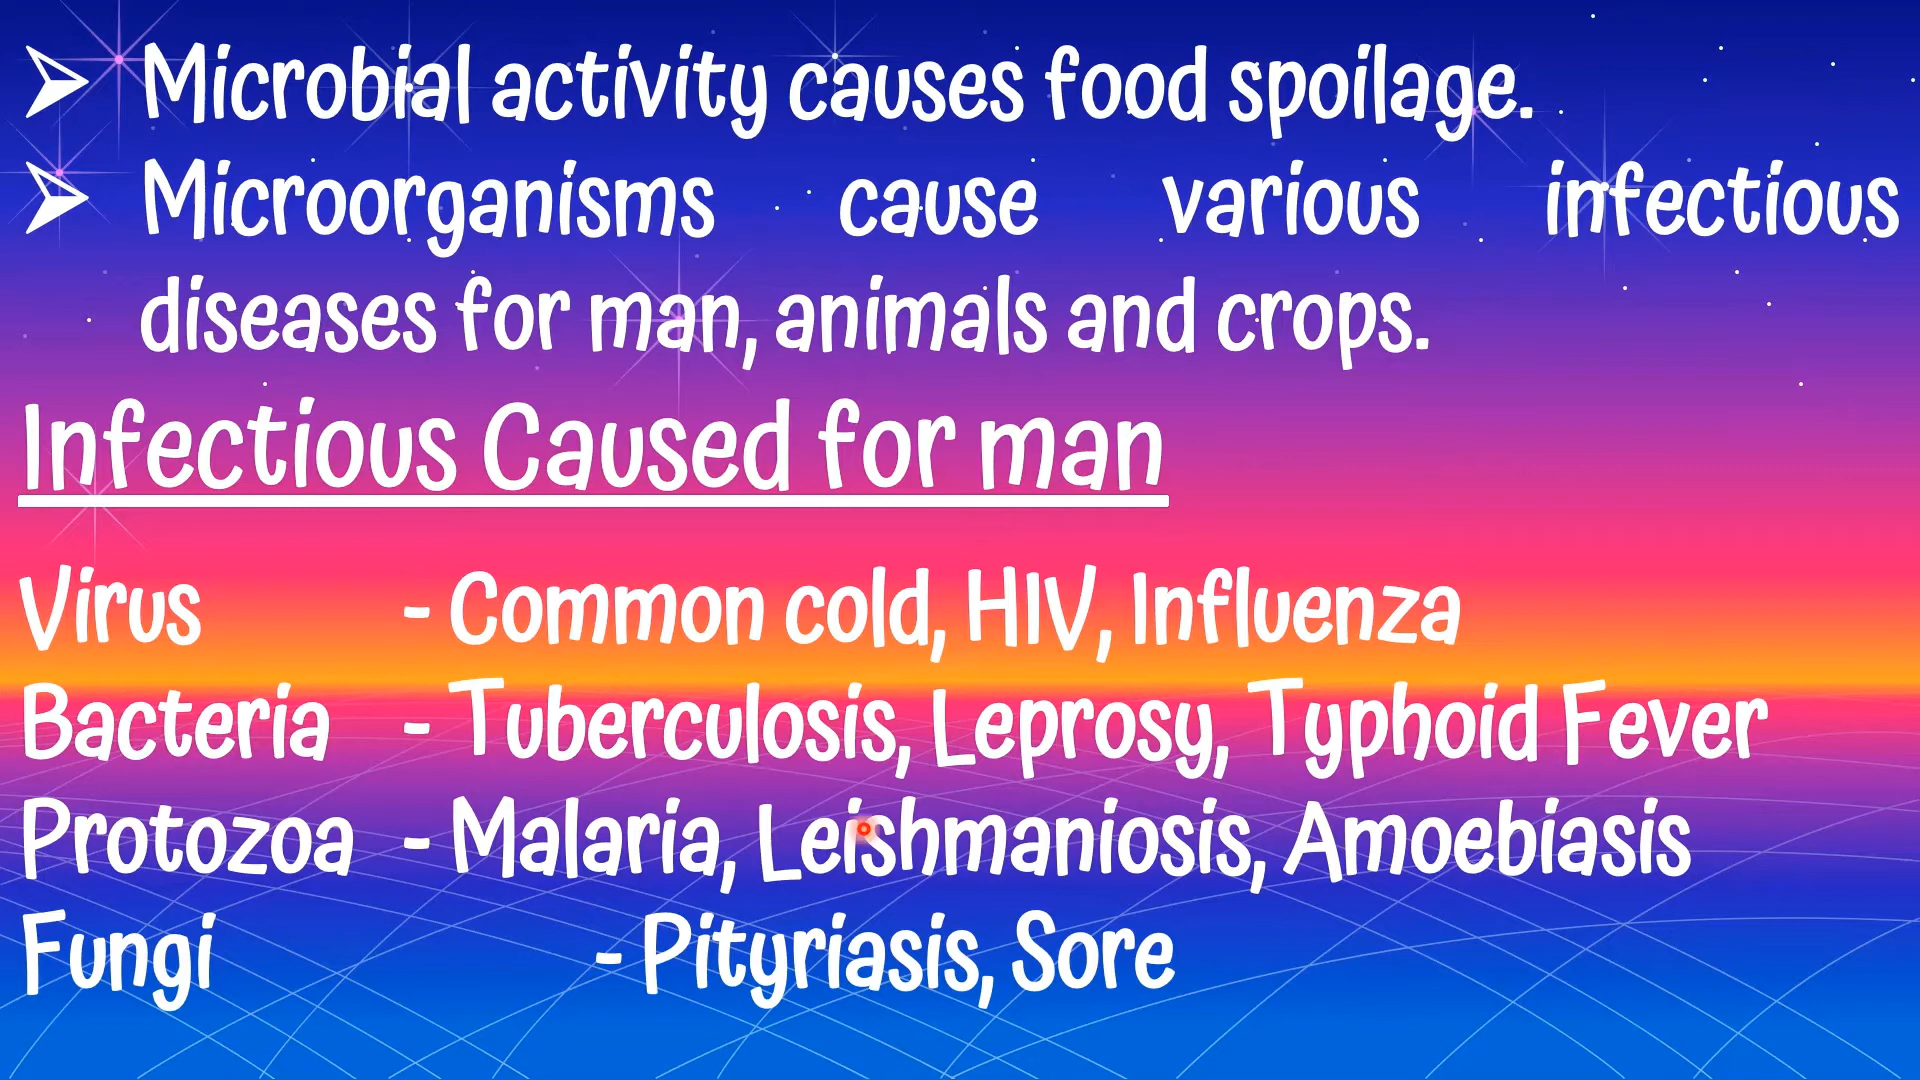 ➢ Microbial activity causes food spoilage.
➢ Microorganisms cause various infectious
diseases for man, animals and crops.
Infectious Caused for man
Virus - Common cold, HIV, Influenza
Bacteria - Tuberculosis, Leprosy, Typhoid Fever
Protozoa - Malaria, Leishmaniosis, Amoebiasis
Fungi - Pityriasis, Sore